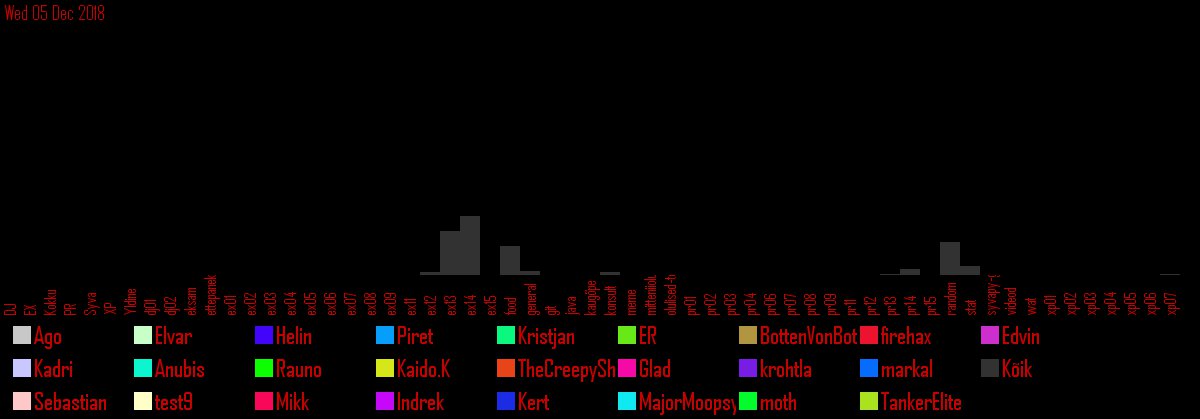 Wed 05 Dec 2018
DJ EX Kokku PR Syva XP Yldine dj01 dj02 eksam ettepanek ex01 ex02 ex03 ex04 ex05 ex06 ex07 ex08 ex09 ex11 ex12 ex13 ex14 ex15 general git java kaugõpe konsult meme pr01 pr02 pr03 pr04 pr06 pr07 pr08 pr09 pr11 pr12 pr13 pr14 pr15 random stat videod waf xp01 xp02 xp03 xp04 xp05 xp06 xp07
Ago Elvar Helin Piret Kristjan ER BottenVonBot firehax Edvin
Kadri Anubis Rauno Kaido.K TheCreepySh Glad krohtla markal Kõik
Sebastian test9 Mikk Indrek Kert MajorMoopsy moth TankerElite